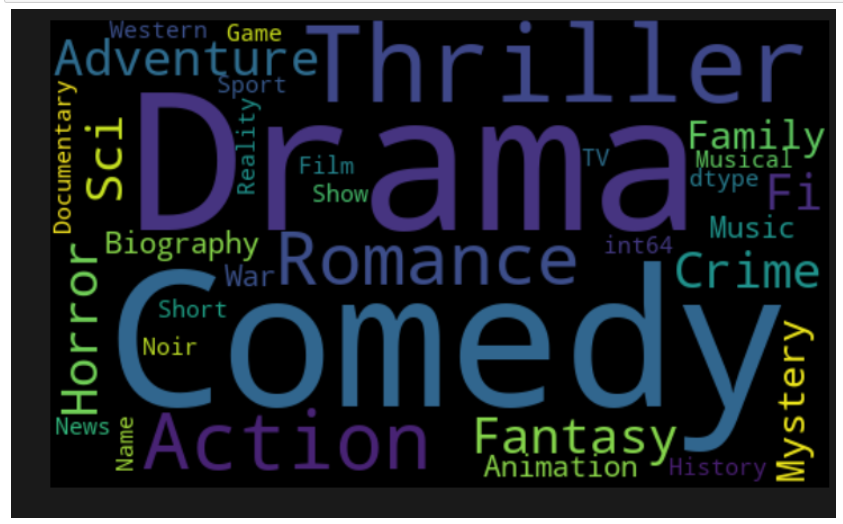 Western
Game
Adventure
Thriller
Sport
Documentary
Sci
Reality
Drama
Film
Show
TV
Family
Musical
dtype
Fi
Music
Biography
Romance
War
int64
Crime
Horror
Short
Noir
Comedy
Mystery
News
Name
Action
Fantasy
Animation
History